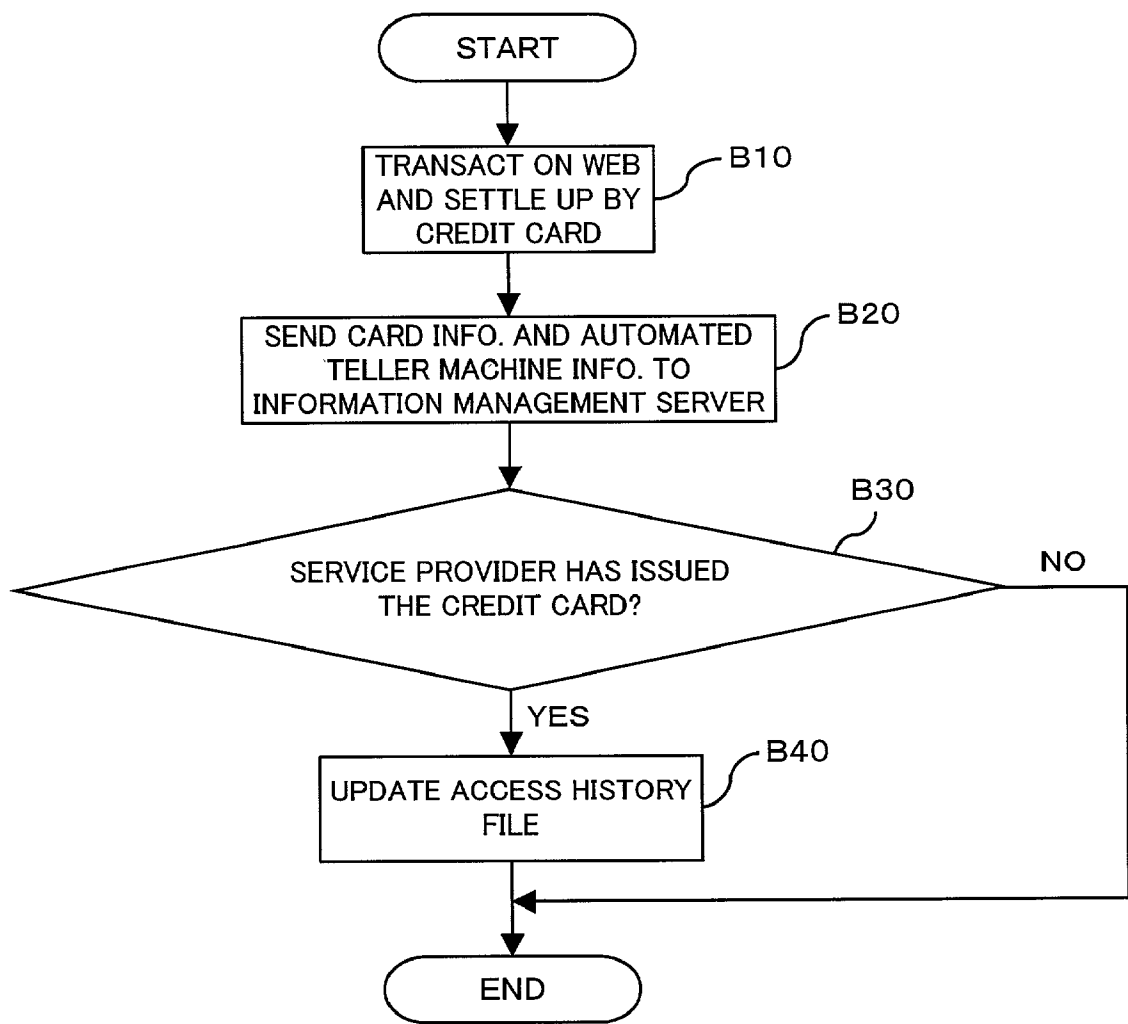 START
TRANSACT ON WEB
AND SETTLE UP BY
CREDIT CARD
B10
SEND CARD INFO. AND AUTOMATED
TELLER MACHINE INFO. TO
INFORMATION MANAGEMENT SERVER
B20
B30
SERVICE PROVIDER HAS ISSUED
THE CREDIT CARD?
NO
YES
B40
UPDATE ACCESS HISTORY
FILE
END